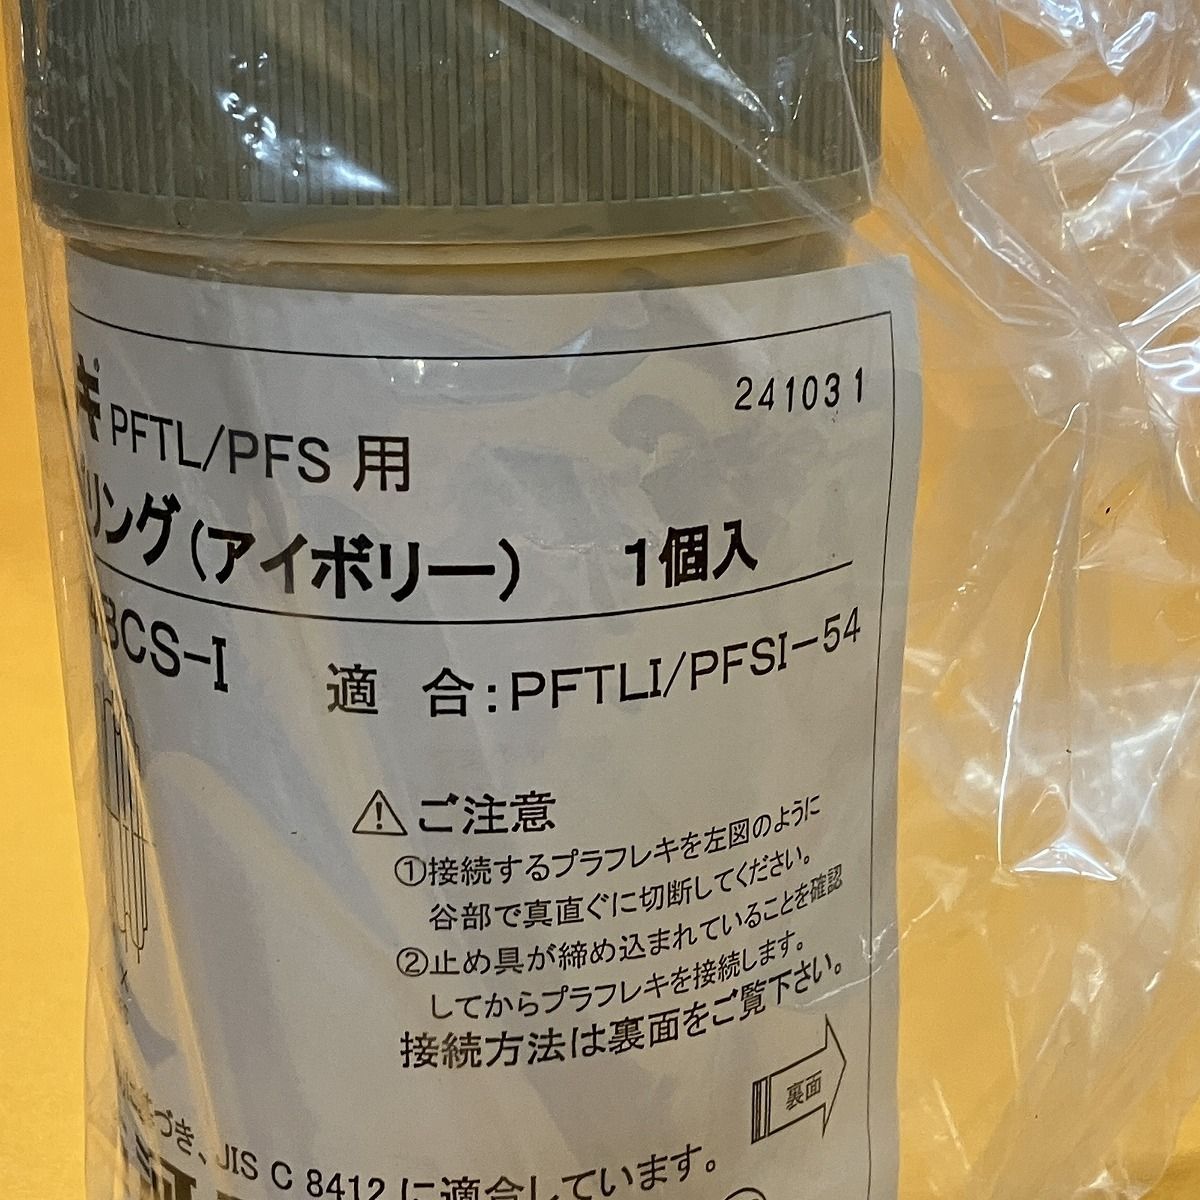 241031
PFTL/PFS 用
リング(アイボリー) 1個入
BCS-I 適 合:PFTLI/PFSI-54
⚠ご注意
①接続するプラフレキを左図のように
谷部で真直ぐに切断してください。
②止め具が締め込まれていることを確認
してからプラフレキを接続します。
接続方法は裏面をご覧下さい。
裏面
づき、JIS C 8412 に適合しています。